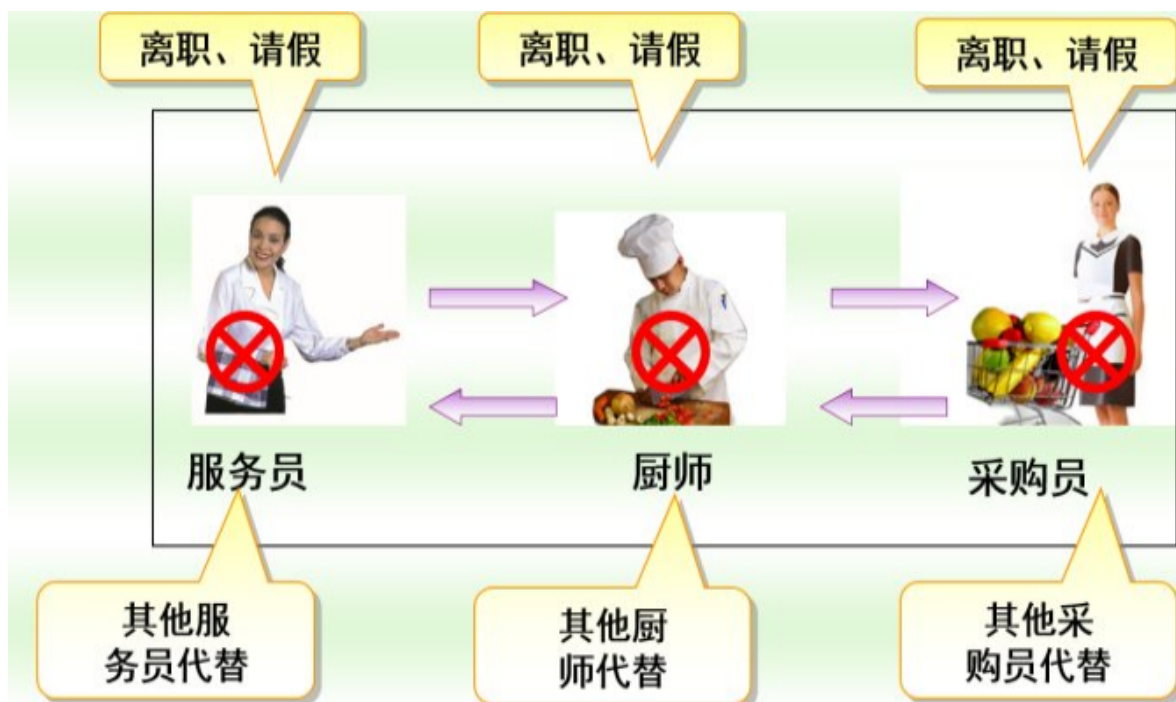 离职、请假
离职、请假
离职、请假
服务员
厨师
采购员
其他服
务员代替
其他厨
师代替
其他采
购员代替